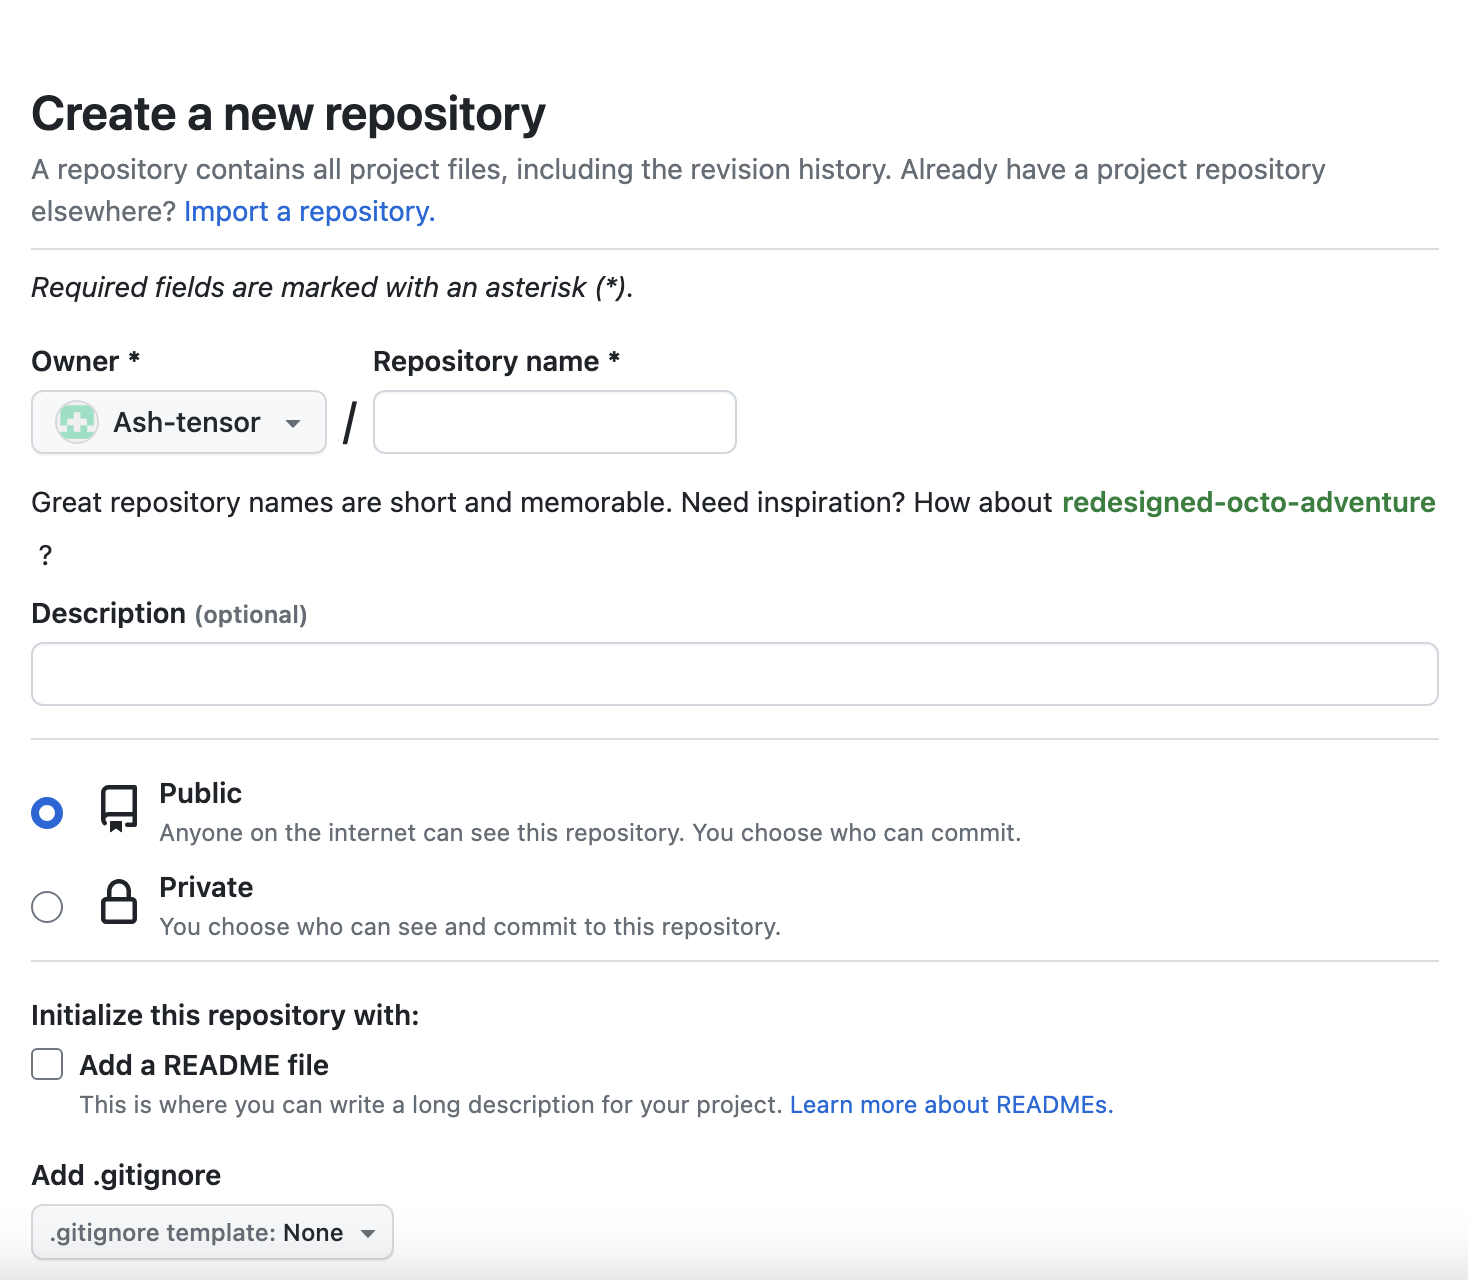 Create a new repository
A repository contains all project files, including the revision history. Already have a project repository
elsewhere? Import a repository.
Required fields are marked with an asterisk (*).
Owner * Repository name *
Ash-tensor /
Great repository names are short and memorable. Need inspiration? How about redesigned-octo-adventure
?
Description (optional)
Public
Anyone on the internet can see this repository. You choose who can commit.
Private
You choose who can see and commit to this repository.
Initialize this repository with:
Add a README file
This is where you can write a long description for your project. Learn more about READMEs.
Add .gitignore
.gitignore template: None